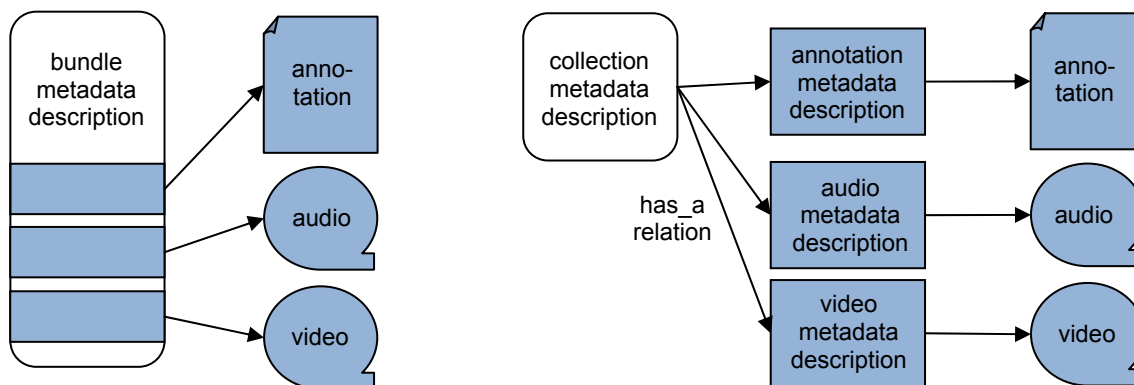 bundle
metadata
description
anno-
tation
audio
video
collection
metadata
description
has_a
relation
annotation
metadata
description
audio
metadata
description
video
metadata
description
anno-
tation
audio
video